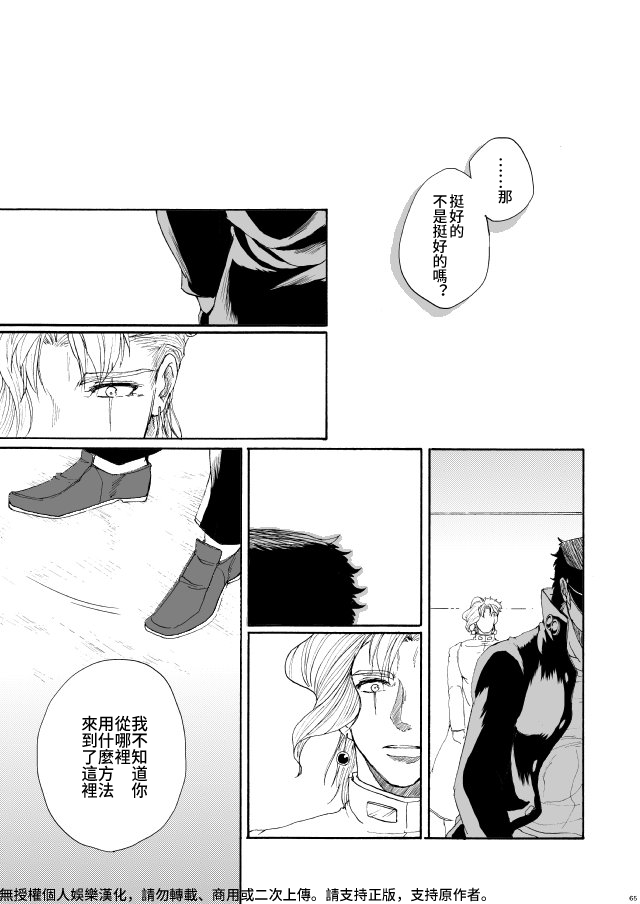 ……那
挺好的
不是挺好的嗎？
我不知道你
從哪裡
用什麼方法
來到了這裡
無授權個人娛樂漢化，請勿轉載、商用或二次上傳。請支持正版，支持原作者。
65